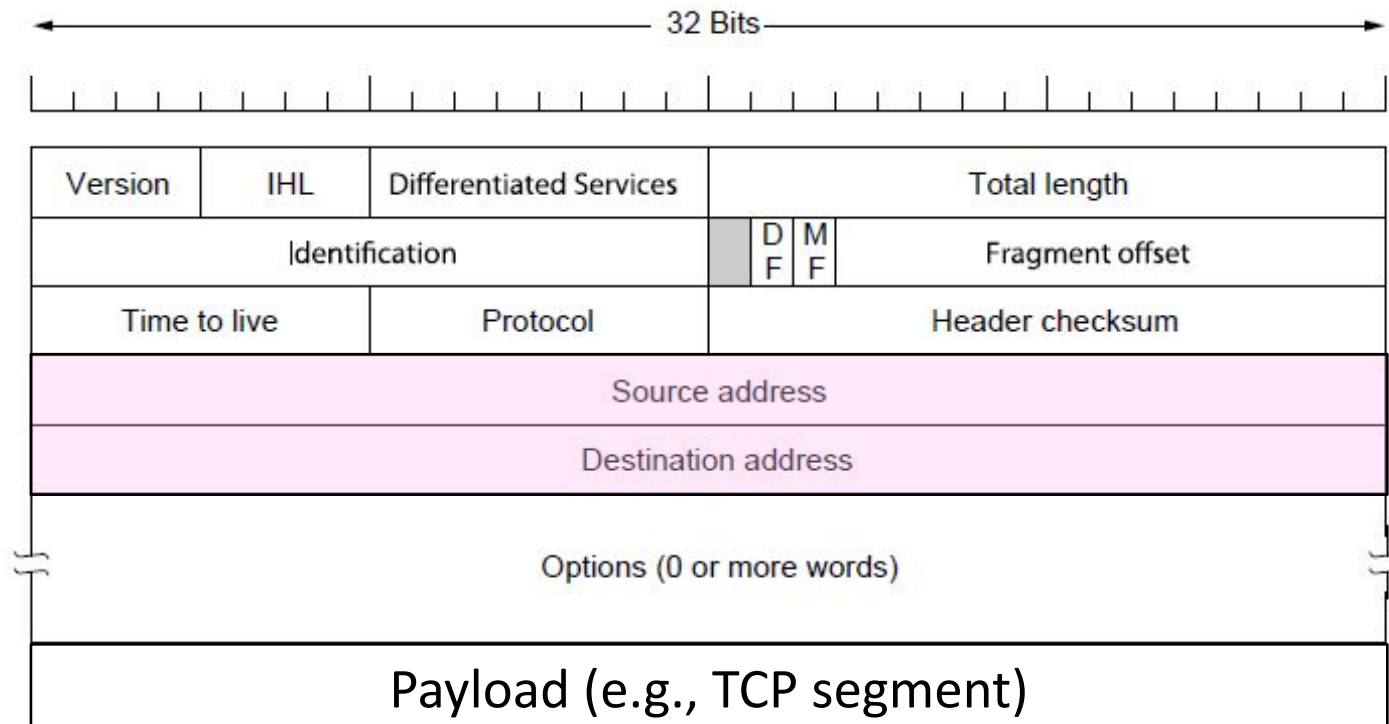 32 Bits
Version IHL Differentiated Services Total length
Identification D F M F Fragment offset
Time to live Protocol Header checksum
Source address
Destination address
Options (0 or more words)
Payload (e.g., TCP segment)